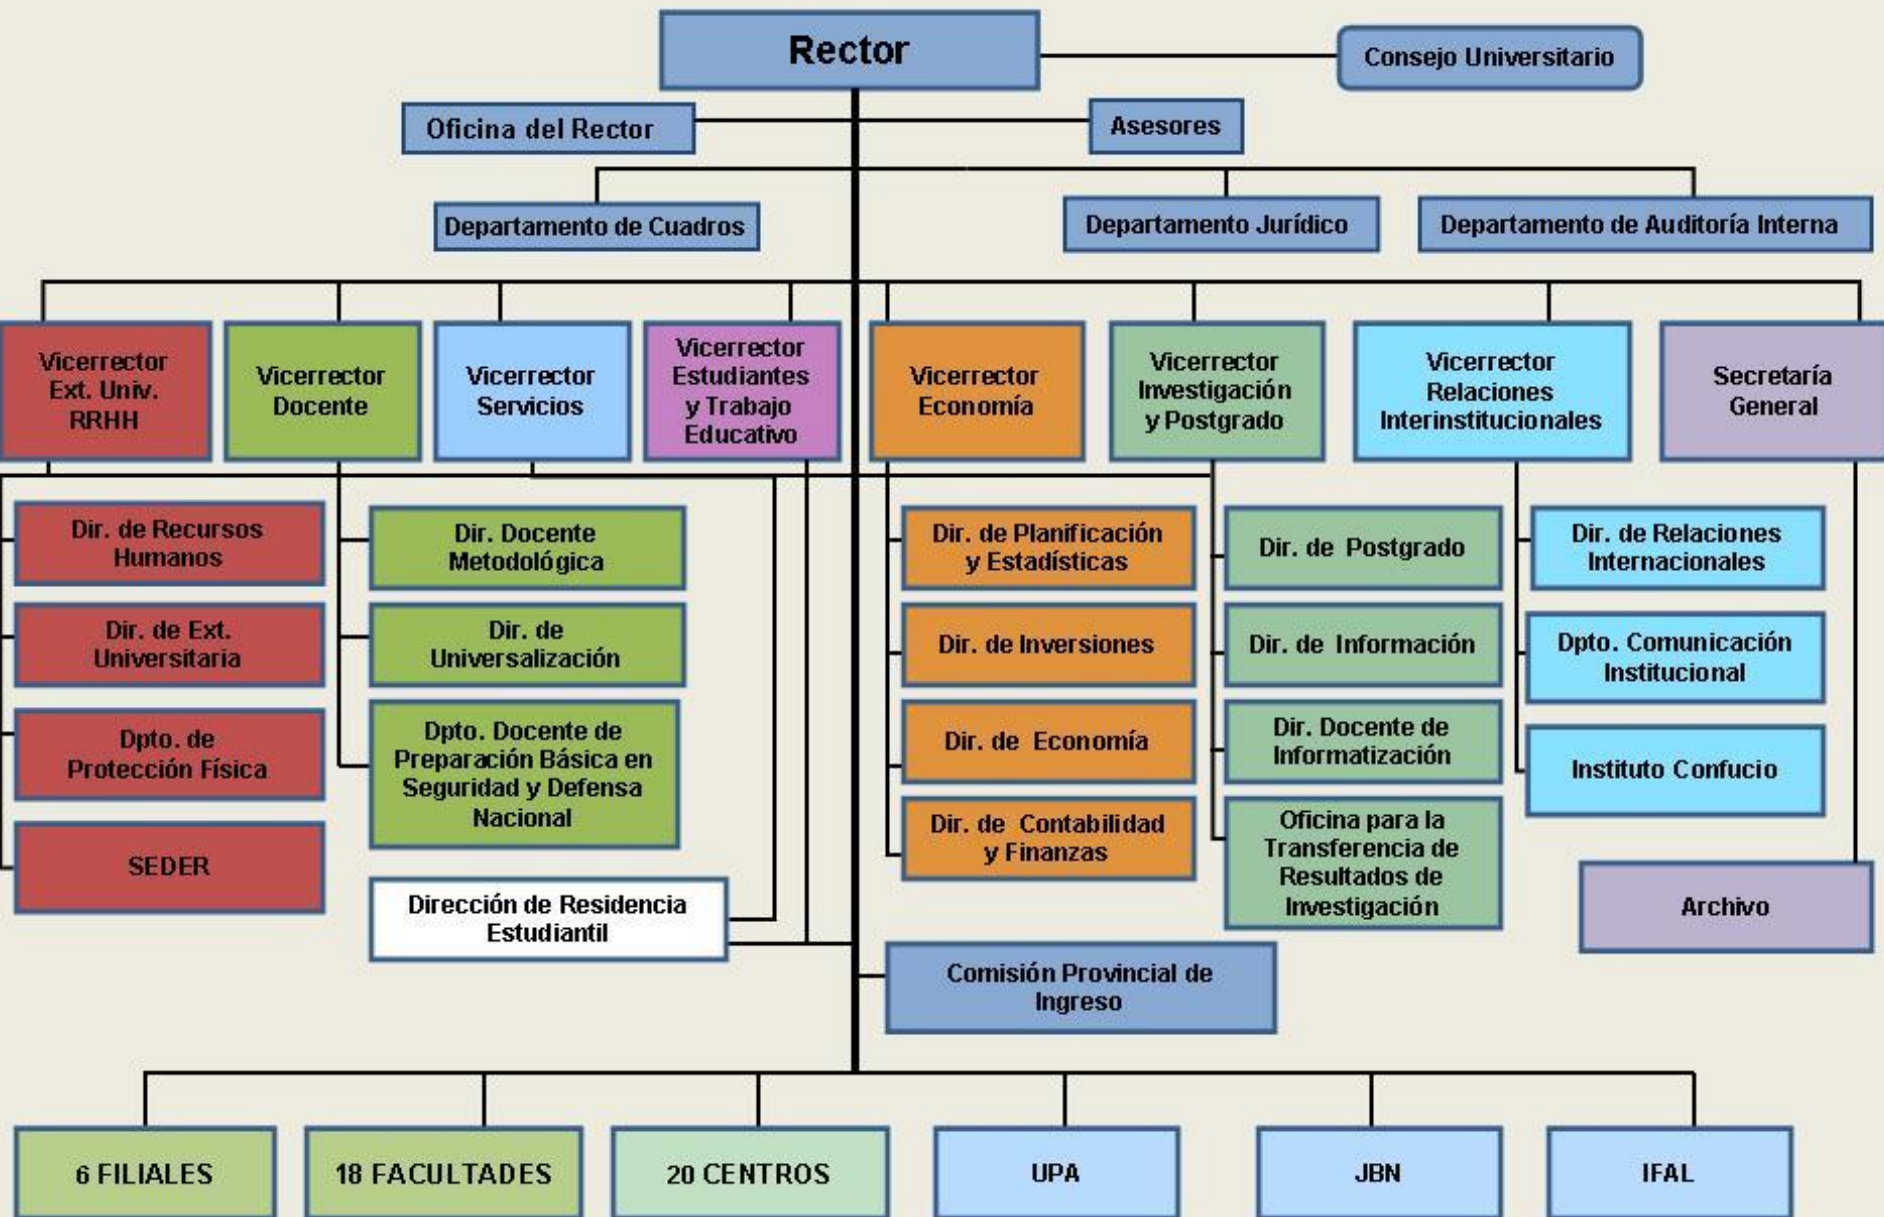 Rector
Consejo Universitario
Oficina del Rector
Asesores
Departamento de Cuadros
Departamento Jurídico
Departamento de Auditoría Interna
Vicerrector
Ext. Univ.
RRHH
Vicerrector
Docente
Vicerrector
Servicios
Vicerrector
Estudiantes
y Trabajo
Educativo
Vicerrector
Economía
Vicerrector
Investigación
y Postgrado
Vicerrector
Relaciones
Interinstitucionales
Secretaría
General
Dir. de Recursos
Humanos
Dir. de Ext.
Universitaria
Dpto. de
Protección Física
SEDER
Dir. Docente
Metodológica
Dir. de
Universalización
Dpto. Docente de
Preparación Básica en
Seguridad y Defensa
Nacional
Dirección de Residencia
Estudiantil
Dir. de Planificación
y Estadísticas
Dir. de Inversiones
Dir. de Economía
Dir. de Contabilidad
y Finanzas
Dir. de Postgrado
Dir. de Información
Dir. Docente de
Informatización
Oficina para la
Transferencia de
Resultados de
Investigación
Dir. de Relaciones
Internacionales
Dpto. Comunicación
Institucional
Instituto Confucio
Archivo
Comisión Provincial de
Ingreso
6 FILIALES
18 FACULTADES
20 CENTROS
UPA
JBN
IFAL